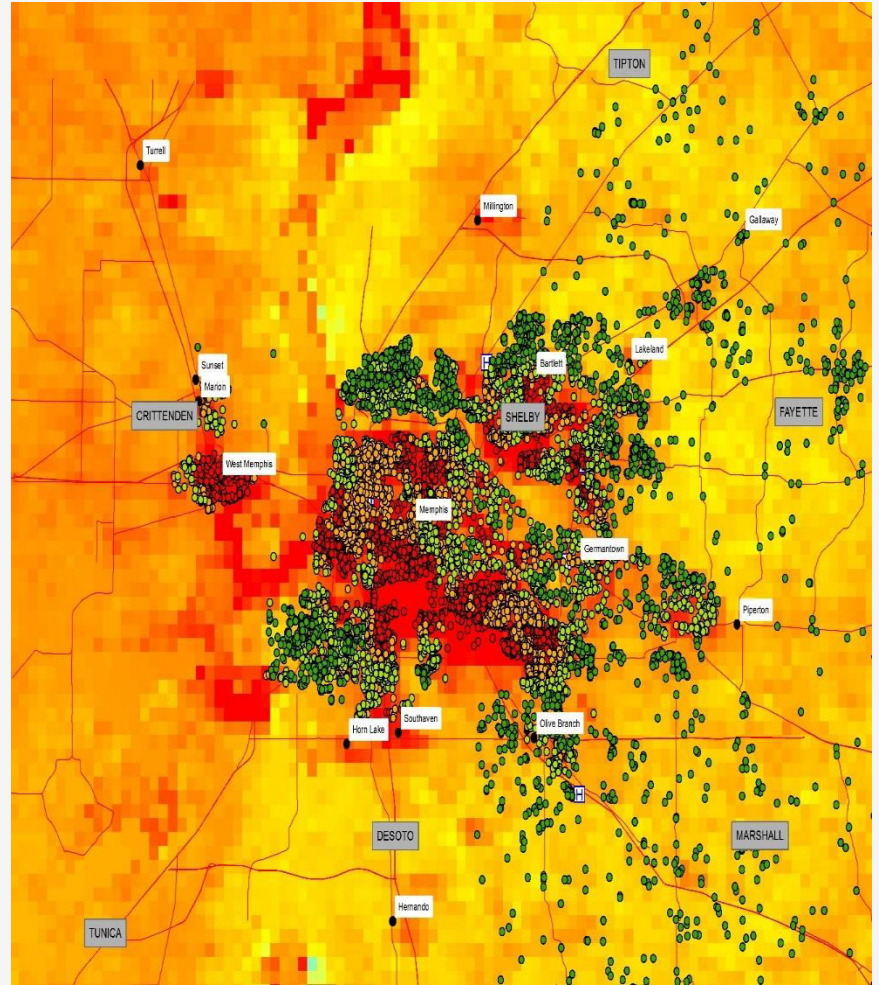 TIPTON
Turrell
Millington
Gallaway
Sunset
Bartlett
Lakeland
Marion
CRITTENDEN
SHELBY
FAYETTE
West Memphis
Memphis
Germantown
Piperton
Southaven
Olive Branch
Horn Lake
H
H
DESOTO
MARSHALL
Hernando
TUNICA